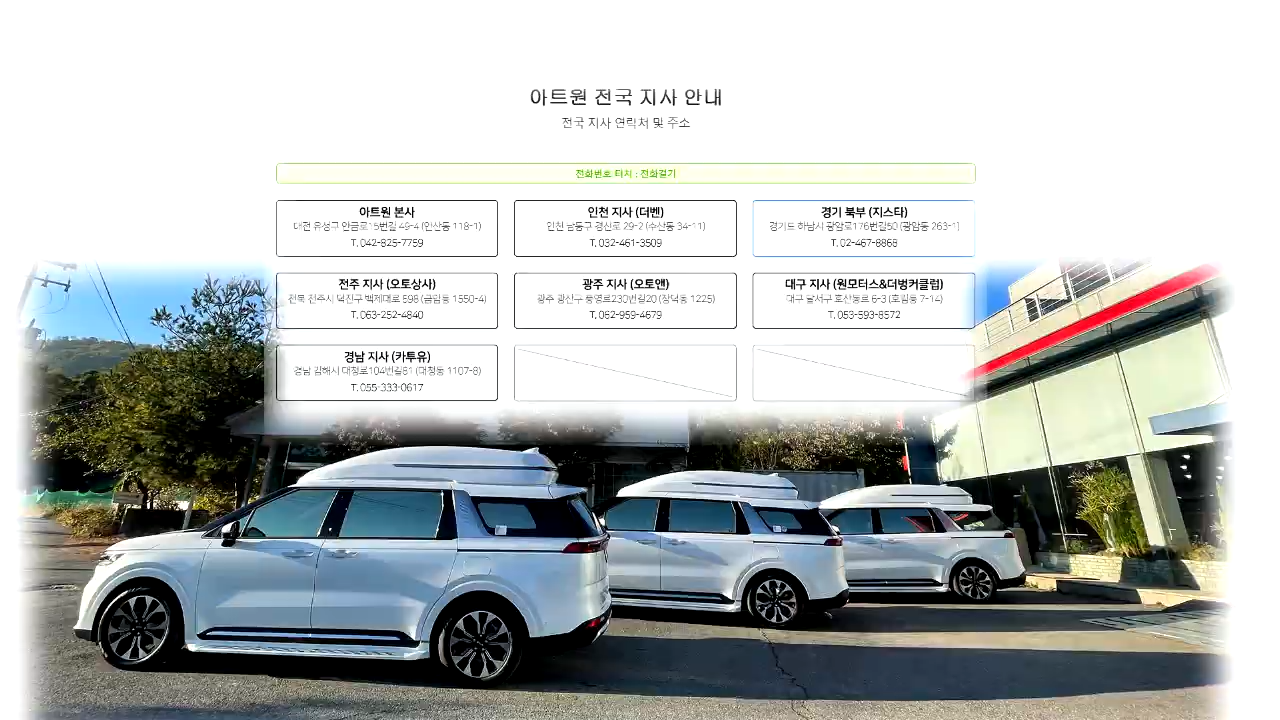 아트원 전국 지사 안내
전국 지사 연락처 및 주소
전화번호 터치 : 전화걸기
아트원 본사
대전 유성구 안금로15번길 49-4 (안산동 118-1)
T. 042-825-7759
인천 지사 (더벤)
인천 남동구 경신로 29-2 (수산동 34-11)
T. 032-461-3509
경기 북부 (지스타)
경기도 하남시 광암로176번길50 (광암동 263-1)
T. 02-467-8868
전주 지사 (오토상사)
전북 전주시 덕진구 백제대로 698 (금암동 1550-4)
T. 063-252-4840
광주 지사 (오토앤)
광주 광산구 풍영로230번길20 (장덕동 1225)
T. 062-959-4679
대구 지사 (원모터스&더벙커클럽)
대구 달서구 호산동로 6-3 (호림동 7-14)
T. 053-593-8572
경남 지사 (카투유)
경남 김해시 대청로104번길61 (대청동 1107-8)
T. 055-333-0617